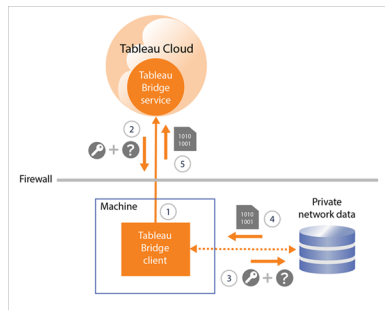 Tableau Cloud
Tableau
Bridge
service
2
1010
1001
+ ?
5
Firewall
Machine
1
1010
1001
4
Private
network data
Tableau
Bridge
client
3
+ ?